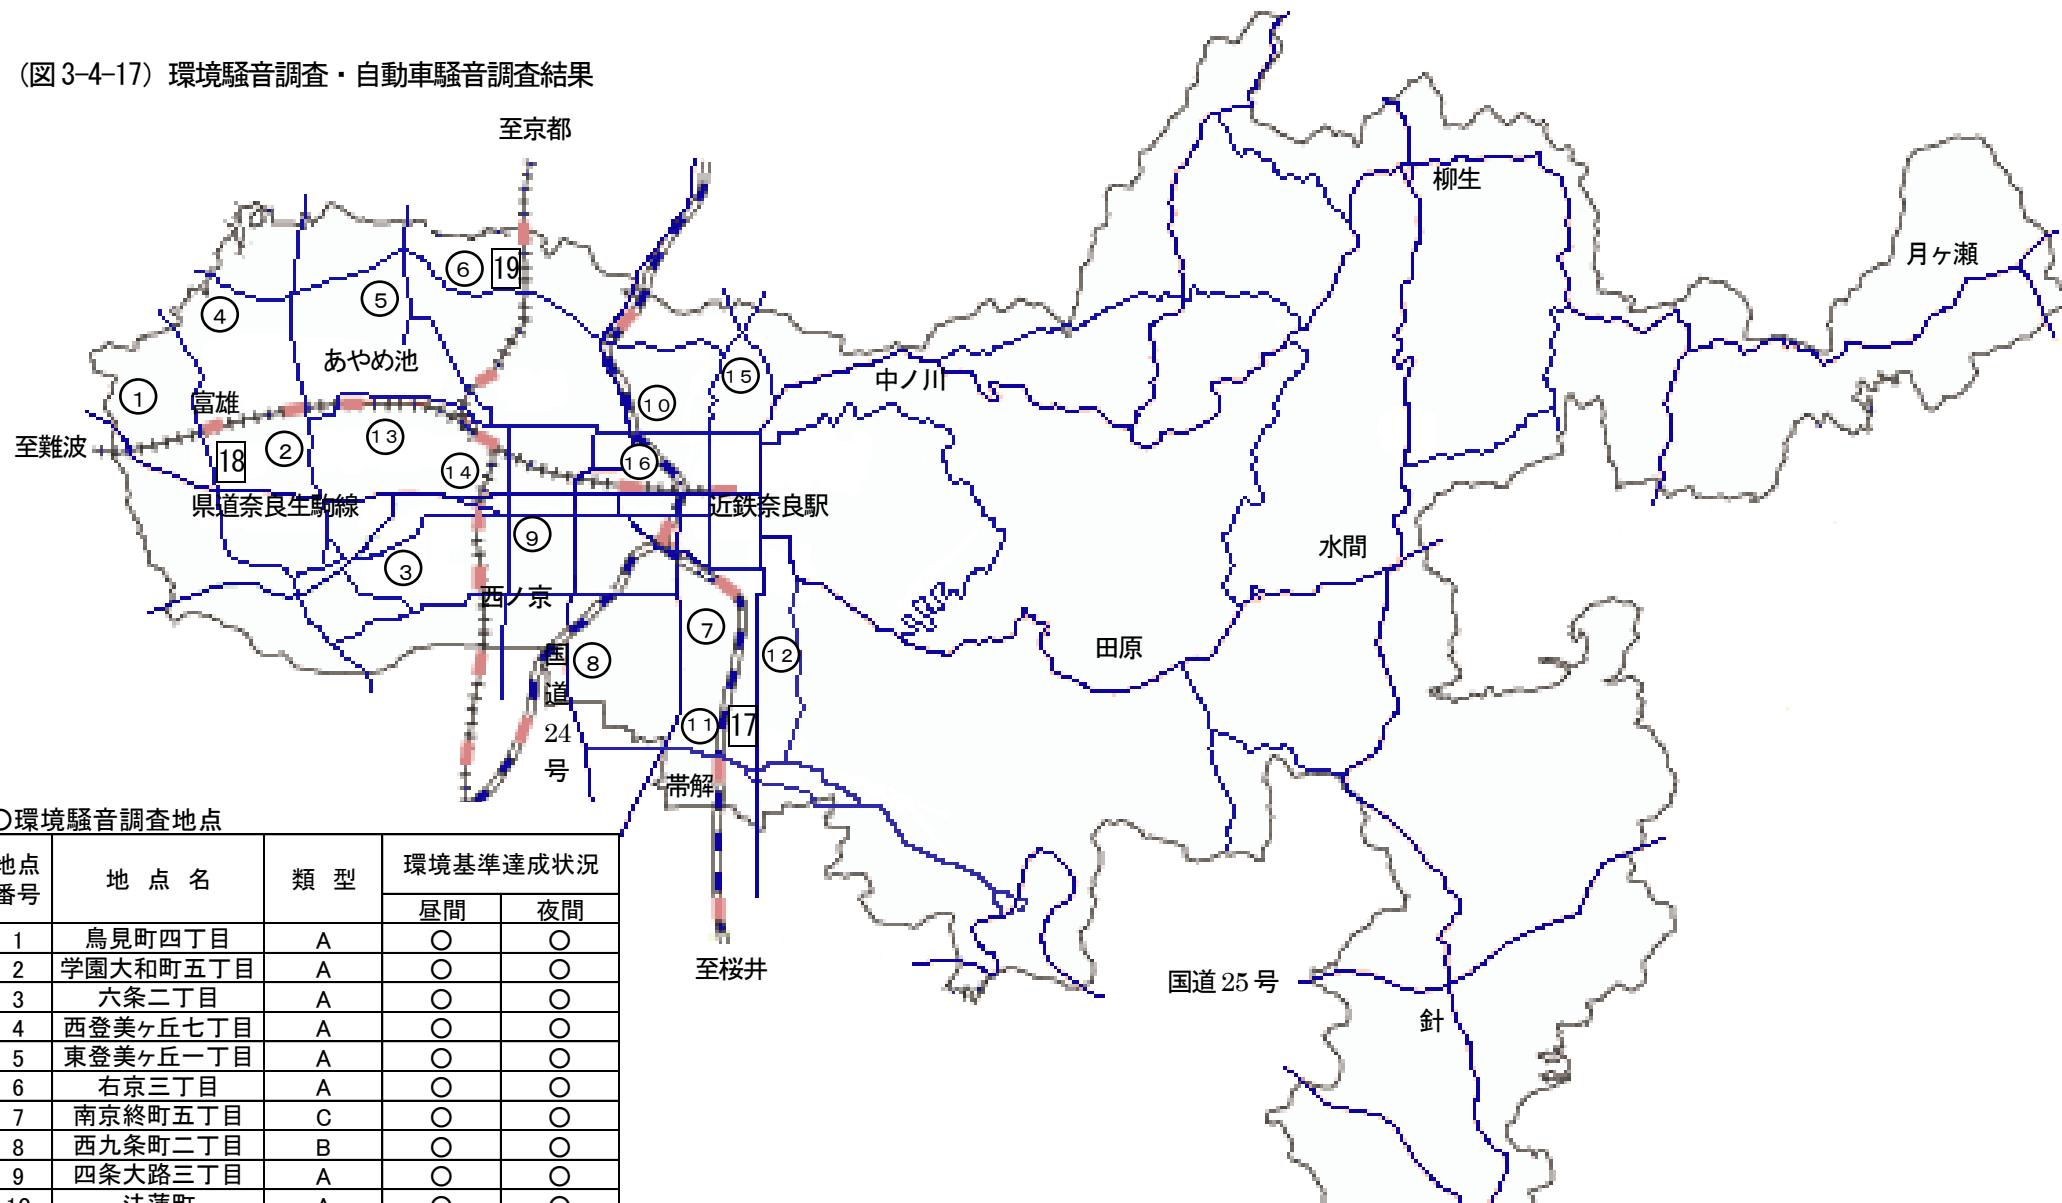 (図3-4-17) 環境騒音調査・自動車騒音調査結果
至京都
柳生
月ヶ瀬
⑥ 19
⑤
④
あやめ池
中ノ川
⑮
①
富雄
⑩
⑬
至難波
18
②
⑭
⑯
県道奈良生駒線
近鉄奈良駅
⑨
水間
③
西ノ京
⑦
⑧
⑫
田原
国道24号
⑪ 17
帯解
至桜井
国道25号
針
○環境騒音調査地点
地点番号 地点名 類型 環境基準達成状況
昼間 夜間
1 鳥見町四丁目 A ○ ○
2 学園大和町五丁目 A ○ ○
3 六条二丁目 A ○ ○
4 西登美ヶ丘七丁目 A ○ ○
5 東登美ヶ丘一丁目 A ○ ○
6 右京三丁目 A ○ ○
7 南京終町五丁目 C ○ ○
8 西九条町二丁目 B ○ ○
9 四条大路三丁目 A ○ ○